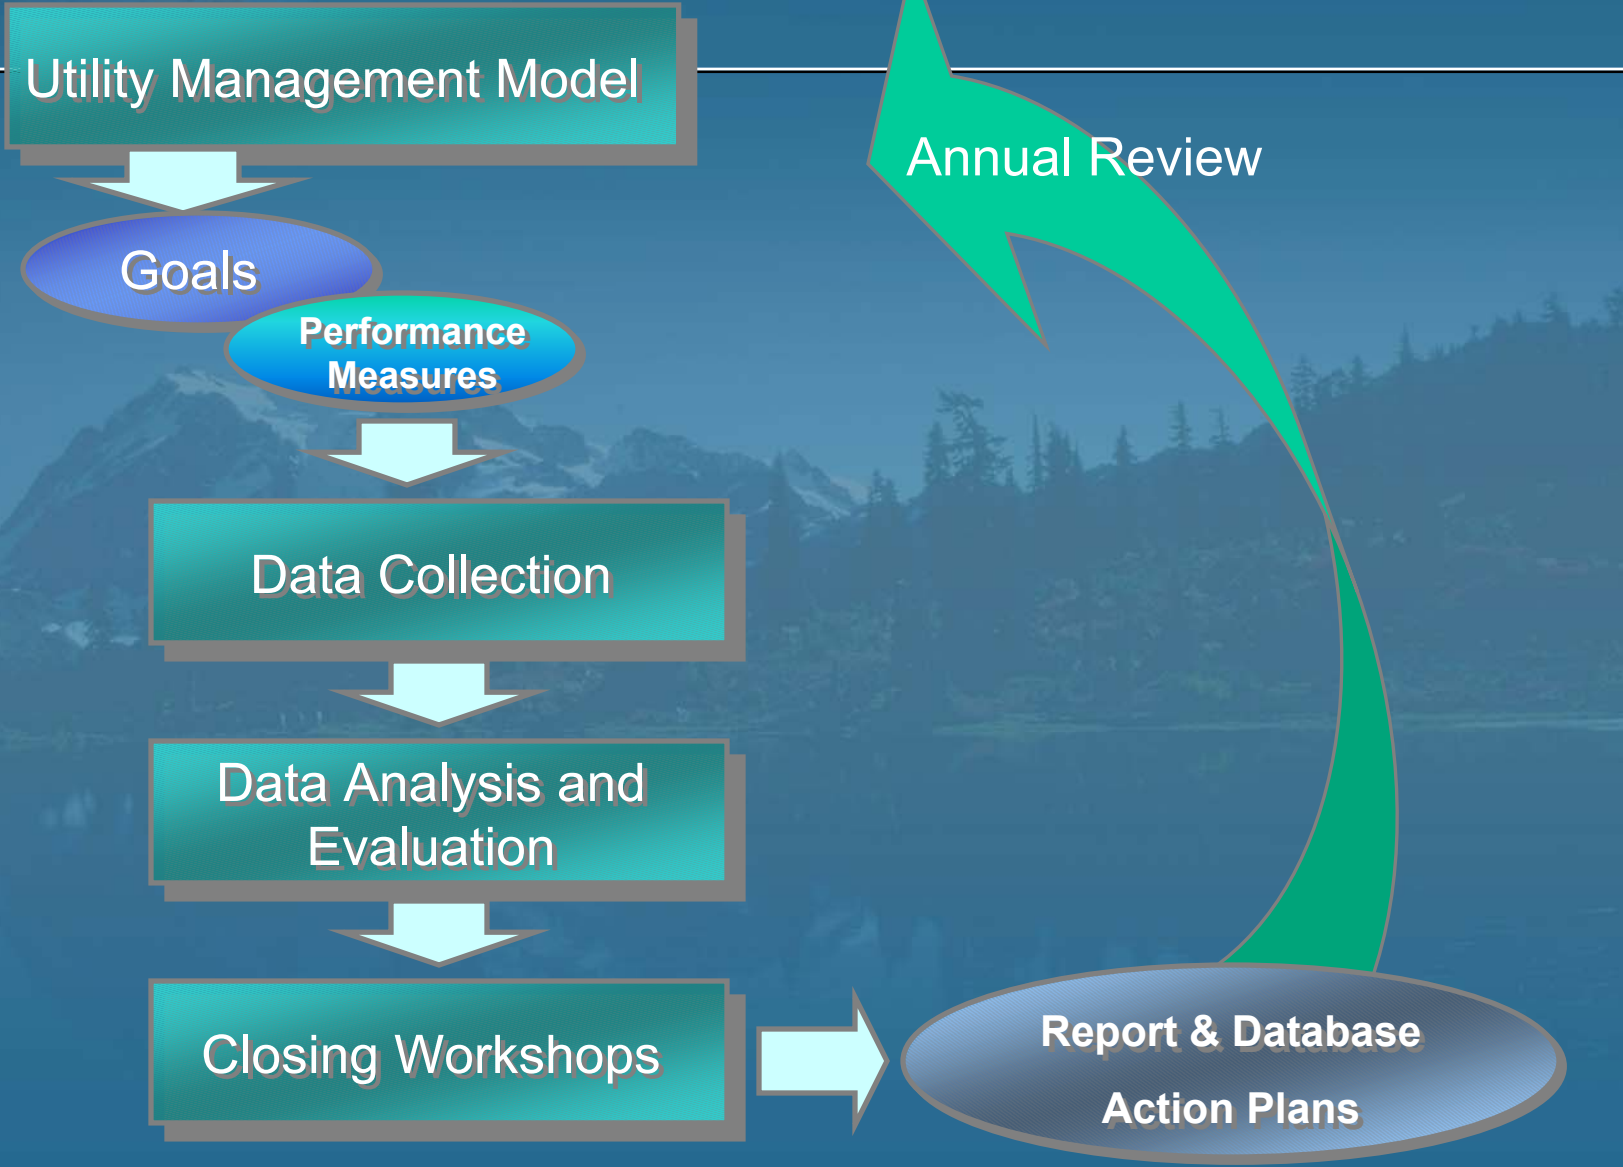 Utility Management Model
Annual Review
Goals
Performance
Measures
Data Collection
Data Analysis and
Evaluation
Closing Workshops
Report & Database
Action Plans